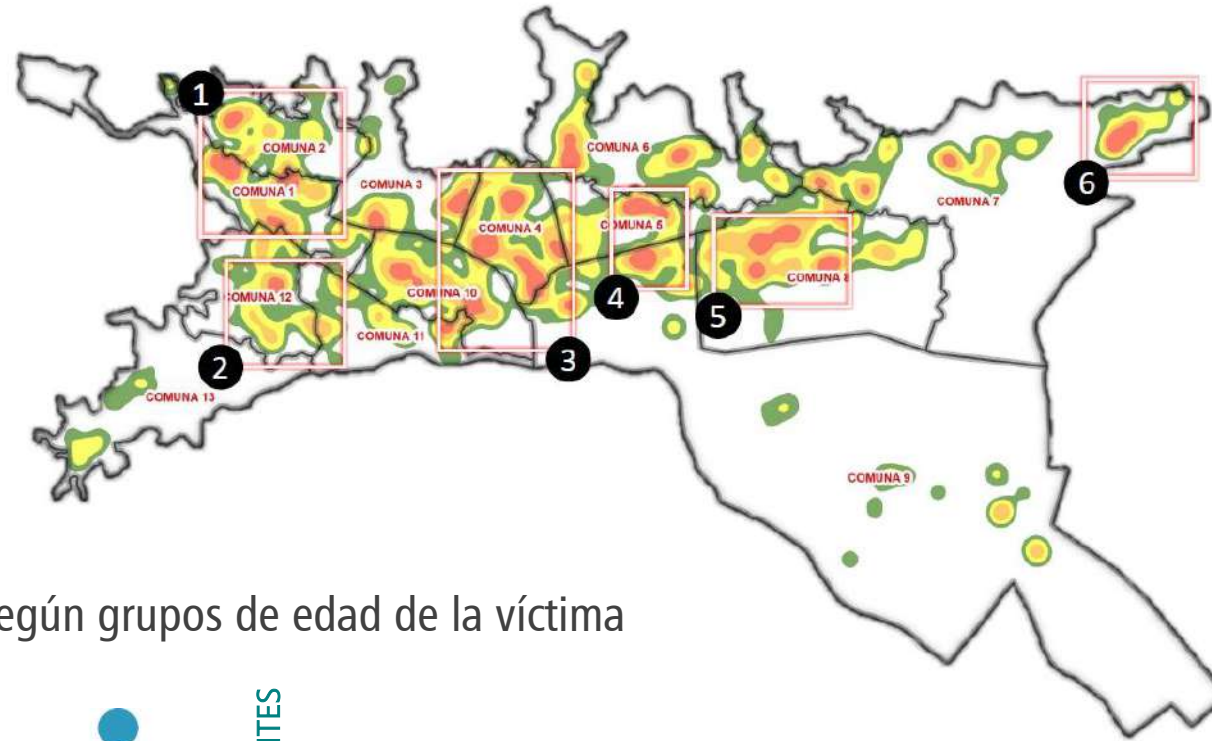 1
COMUNA 2
COMUNA 1
COMUNA 3
COMUNA 6
6
COMUNA 7
COMUNA 4
COMUNA 5
COMUNA 8
4
5
COMUNA 12
COMUNA 10
COMUNA 11
2
3
COMUNA 13
COMUNA 9
egún grupos de edad de la víctima
NTES